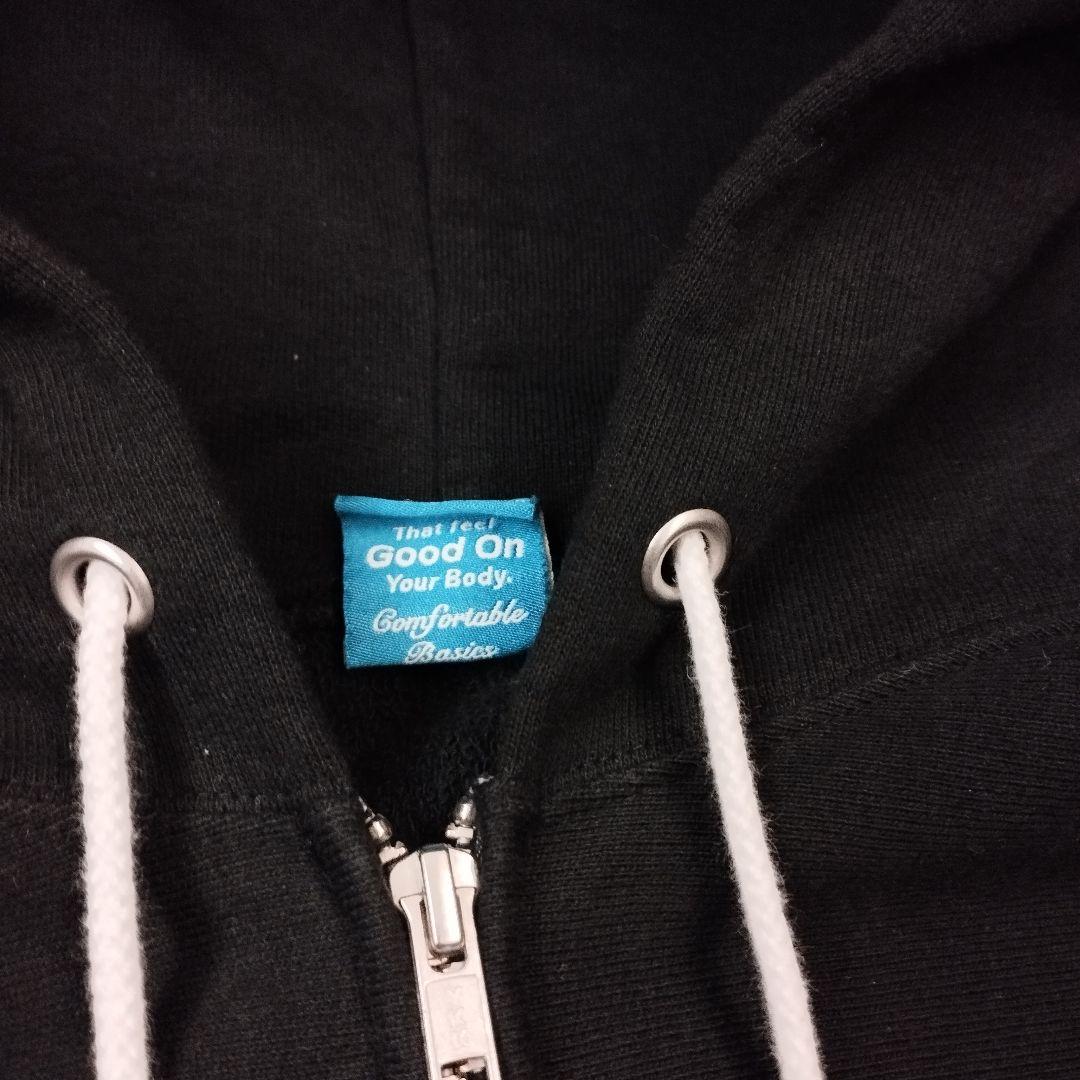 That feel
Good On
Your Body.
Comfortable
Basics